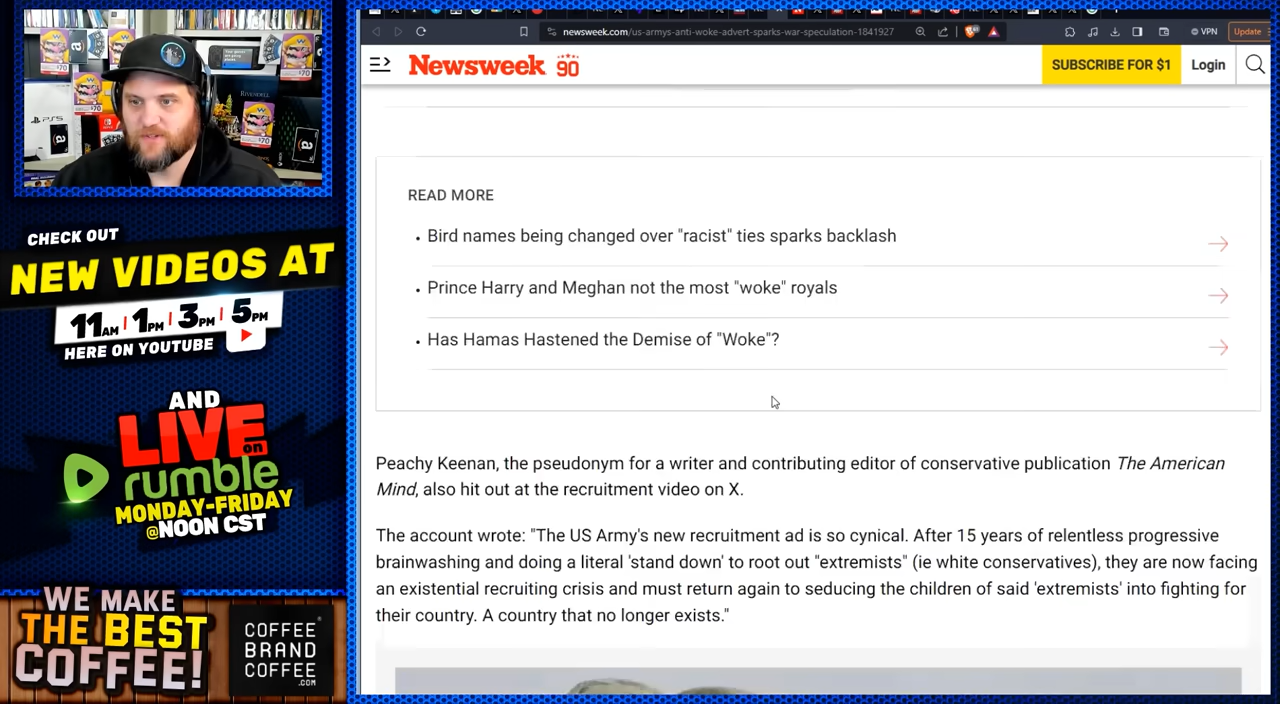 newsweek.com/us-armys-anti-woke-advert-sparks-war-speculation-1841927
VPN
Update
Newsweek 90
SUBSCRIBE FOR $1
Login
READ MORE
Bird names being changed over "racist" ties sparks backlash
Prince Harry and Meghan not the most "woke" royals
Has Hamas Hastened the Demise of "Woke"?
Peachy Keenan, the pseudonym for a writer and contributing editor of conservative publication The American
Mind, also hit out at the recruitment video on X.
The account wrote: "The US Army's new recruitment ad is so cynical. After 15 years of relentless progressive
brainwashing and doing a literal 'stand down' to root out "extremists" (ie white conservatives), they are now facing
an existential recruiting crisis and must return again to seducing the children of said 'extremists' into fighting for
their country. A country that no longer exists."
RIVENDELL
PS5
$70
$70
$70
$70
CHECK OUT
NEW VIDEOS AT
11AM | 1PM | 3PM | 5PM
HERE ON YOUTUBE
AND
LIVE on
rumble
MONDAY-FRIDAY
@NOON CST
WE MAKE
THE BEST
COFFEE!
COFFEE
BRAND
COFFEE
.COM